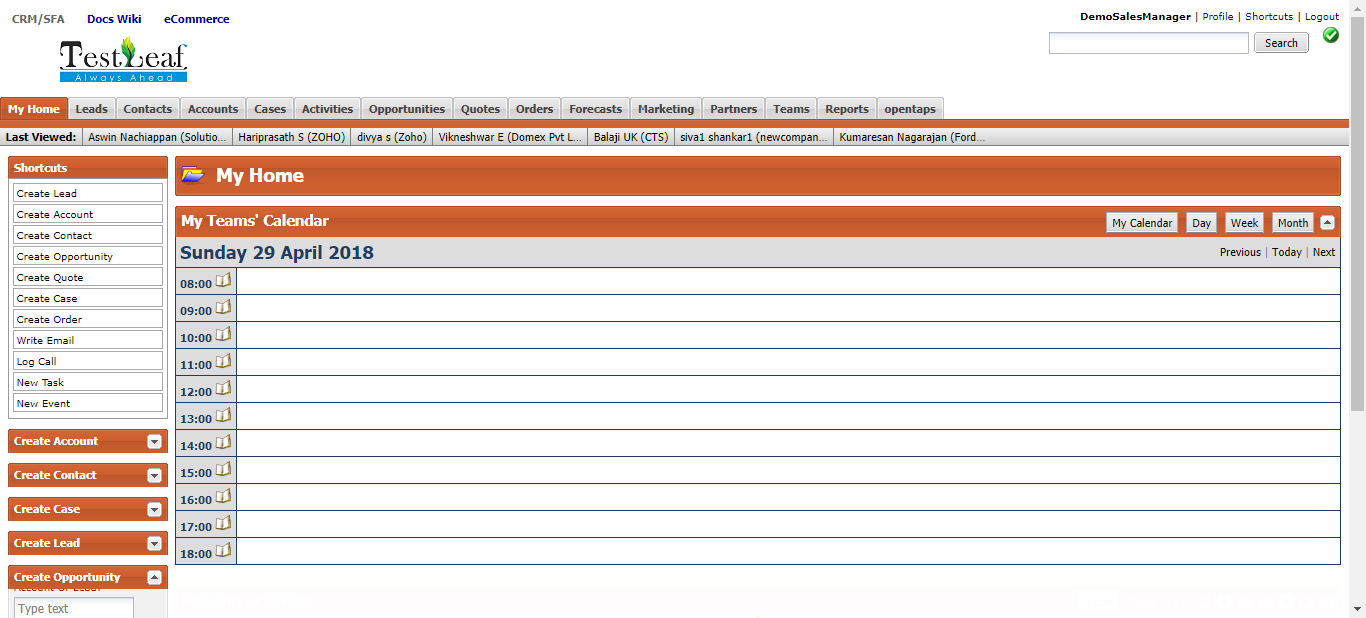 CRM/SFA Docs Wiki eCommerce
DemoSalesManager | Profile | Shortcuts | Logout
Search
TestLeaf
Always Ahead
My Home Leads Contacts Accounts Cases Activities Opportunities Quotes Orders Forecasts Marketing Partners Teams Reports opentaps
Last Viewed: Aswin Nachiappan (Solutio... Hariprasath S (ZOHO) divya s (Zoho) Vikneshwar E (Domex Pvt L... Balaji UK (CTS) siva1 shankar1 (newcompan... Kumaresan Nagarajan (Ford...
Shortcuts
Create Lead
Create Account
Create Contact
Create Opportunity
Create Quote
Create Case
Create Order
Write Email
Log Call
New Task
New Event
Create Account
Create Contact
Create Case
Create Lead
Create Opportunity
Account Or Lead?
Type text
My Home
My Teams' Calendar
My Calendar Day Week Month
Sunday 29 April 2018
Previous | Today | Next
08:00
09:00
10:00
11:00
12:00
13:00
14:00
15:00
16:00
17:00
18:00